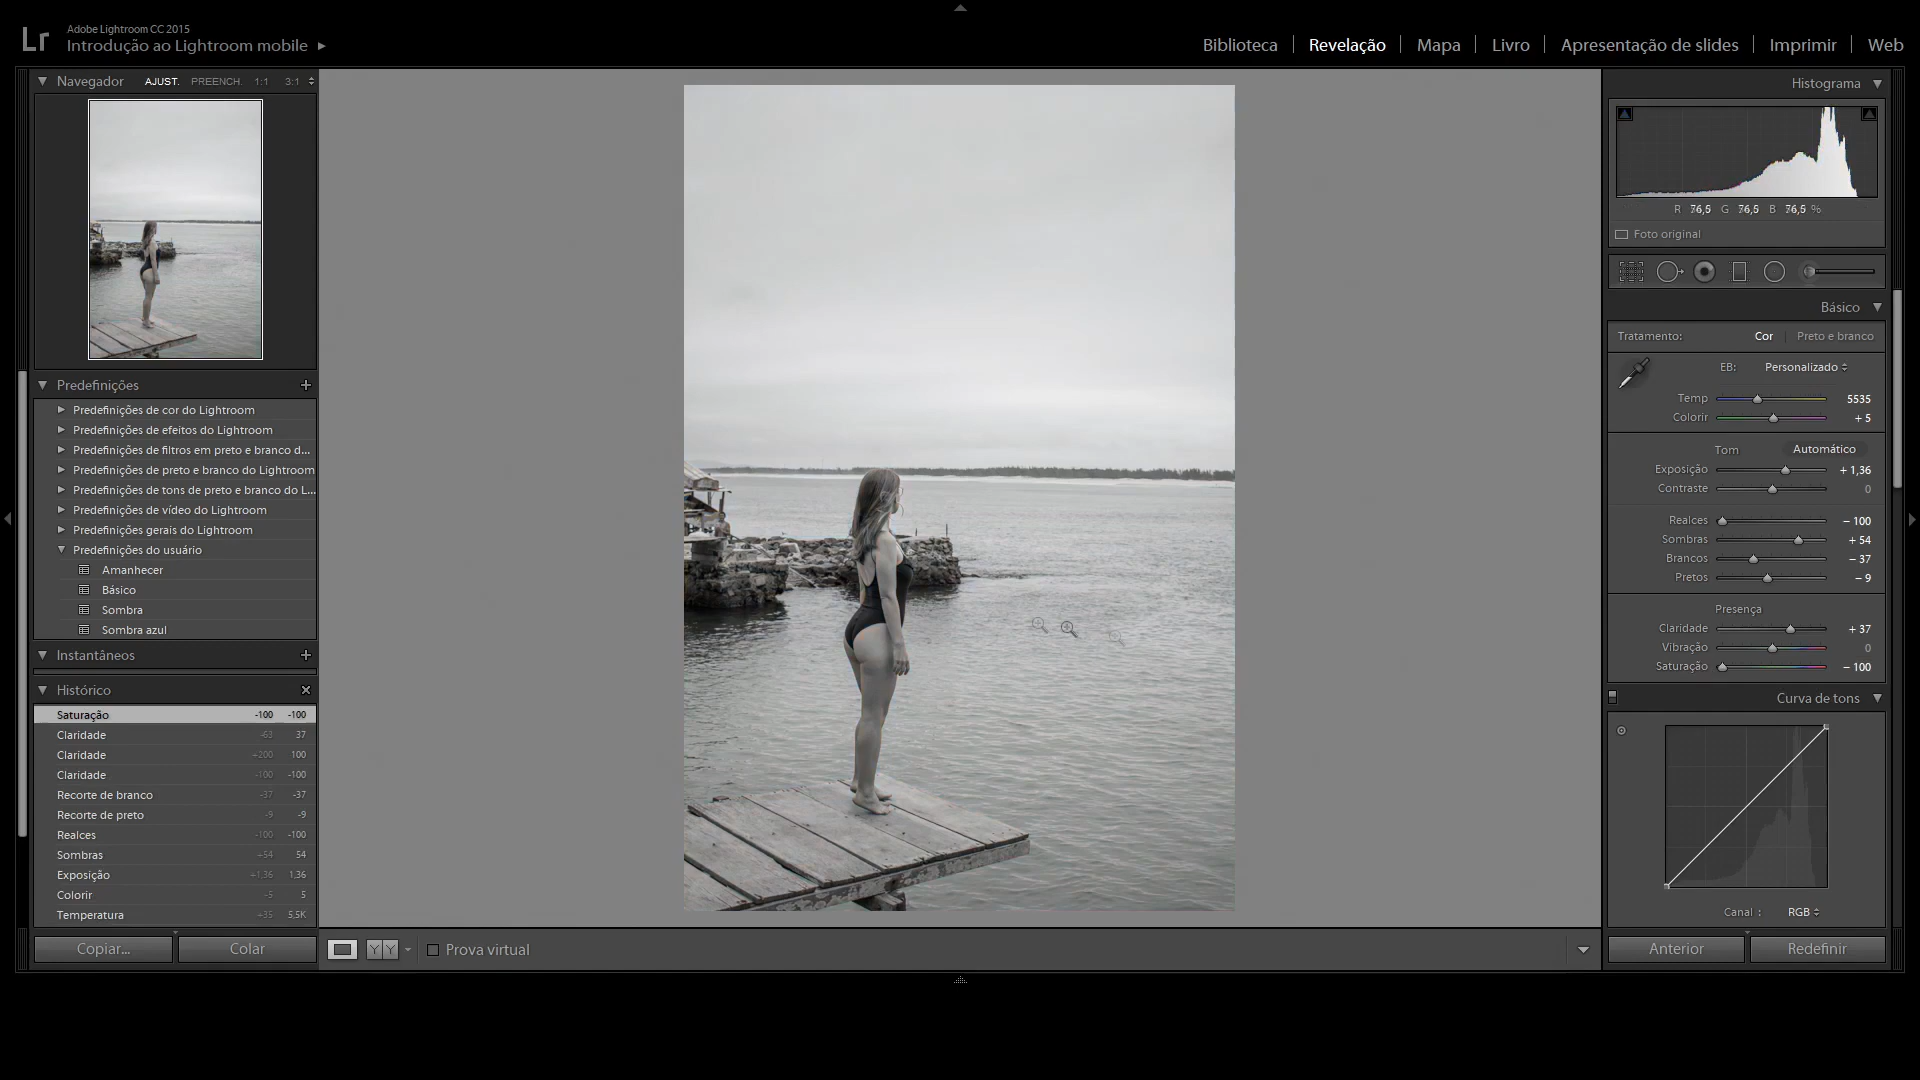 Lr
Adobe Lightroom CC 2015
Introdução ao Lightroom mobile
Biblioteca
Revelação
Mapa
Livro
Apresentação de slides
Imprimir
Web
Navegador AJUST. PREENCH. 1:1 3:1
Predefinições
Predefinições de cor do Lightroom
Predefinições de efeitos do Lightroom
Predefinições de filtros em preto e branco d...
Predefinições de preto e branco do Lightroom
Predefinições de tons de preto e branco do L...
Predefinições de vídeo do Lightroom
Predefinições gerais do Lightroom
Predefinições do usuário
Amanhecer
Básico
Sombra
Sombra azul
Instantâneos
Histórico
Saturação -100 -100
Claridade -63 37
Claridade +200 100
Claridade -100 -100
Recorte de branco -37 -37
Recorte de preto -9 -9
Realces -100 -100
Sombras +54 54
Exposição +1,36 1,36
Colorir +5 5
Temperatura +35 5,5K
Copiar... Colar
Prova virtual
Histograma
R 76,5 G 76,5 B 76,5 %
Foto original
Básico
Tratamento: Cor Preto e branco
EB: Personalizado
Temp 5535
Colorir + 5
Tom Automático
Exposição + 1,36
Contraste 0
Realces − 100
Sombras + 54
Brancos − 37
Pretos − 9
Presença
Claridade + 37
Vibração 0
Saturação − 100
Curva de tons
Canal : RGB
Anterior Redefinir